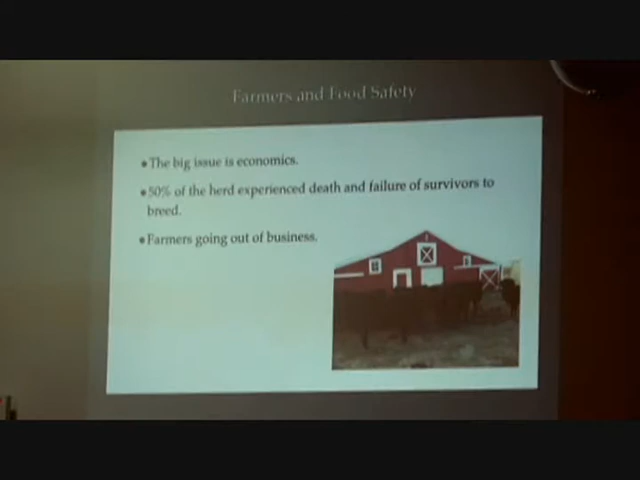 Farmers and Food Safety
•The big issue is economics.
•50% of the herd experienced death and failure of survivors to
breed.
•Farmers going out of business.